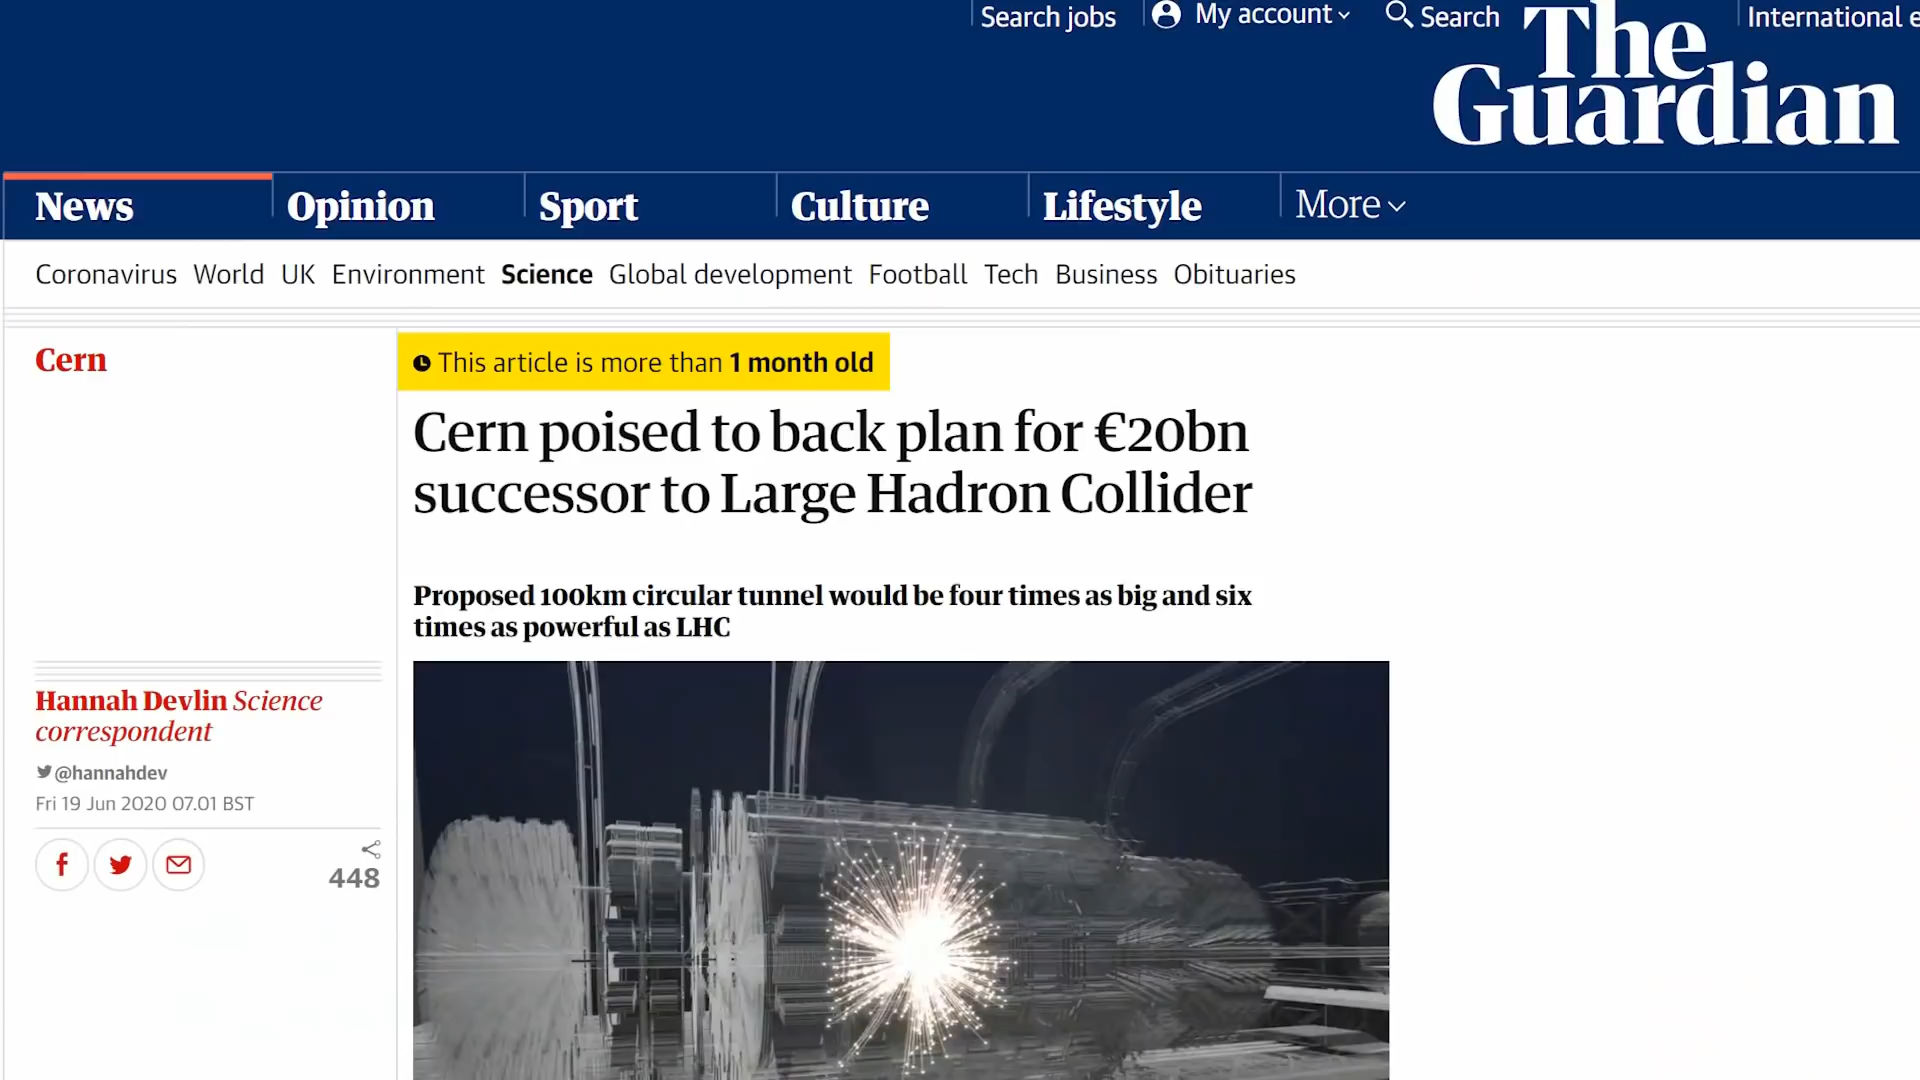 Search jobs
My account
Search
International e
The
Guardian
News
Opinion
Sport
Culture
Lifestyle
More
Coronavirus World UK Environment Science Global development Football Tech Business Obituaries
Cern
This article is more than 1 month old
Cern poised to back plan for €20bn
successor to Large Hadron Collider
Proposed 100km circular tunnel would be four times as big and six
times as powerful as LHC
Hannah Devlin Science
correspondent
@hannahdev
Fri 19 Jun 2020 07.01 BST
448